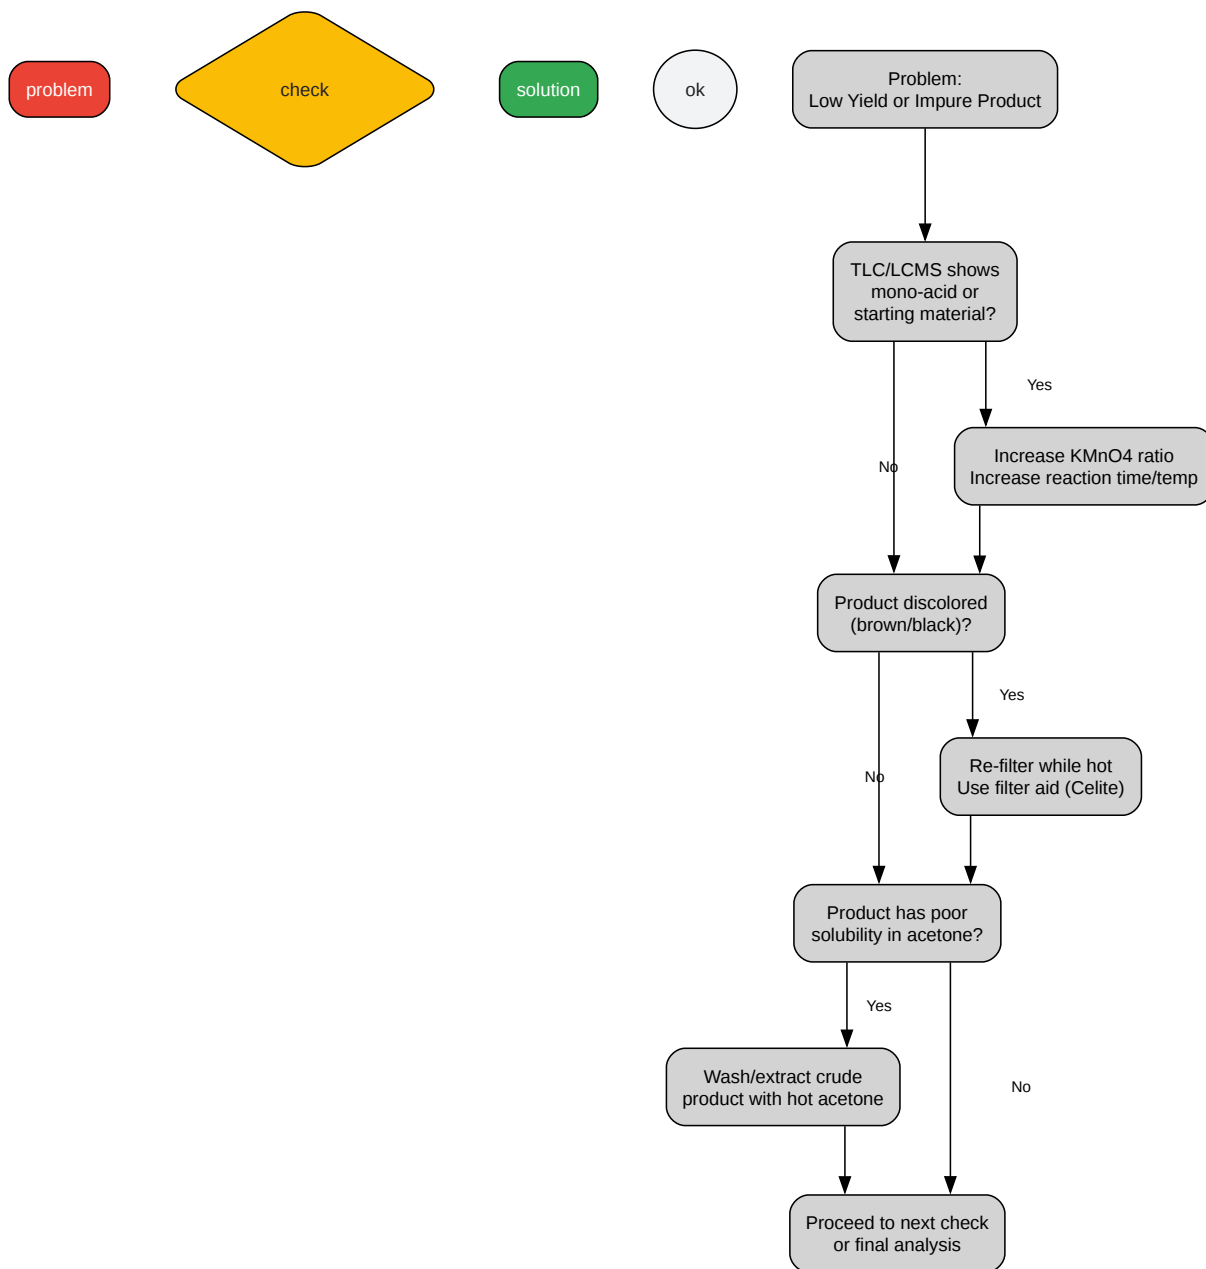 problem
check
solution
ok
Problem:
Low Yield or Impure Product
TLC/LCMS shows
mono-acid or
starting material?
Yes
Increase KMnO4 ratio
Increase reaction time/temp
No
Product discolored
(brown/black)?
Yes
Re-filter while hot
Use filter aid (Celite)
No
Product has poor
solubility in acetone?
Yes
Wash/extract crude
product with hot acetone
No
Proceed to next check
or final analysis